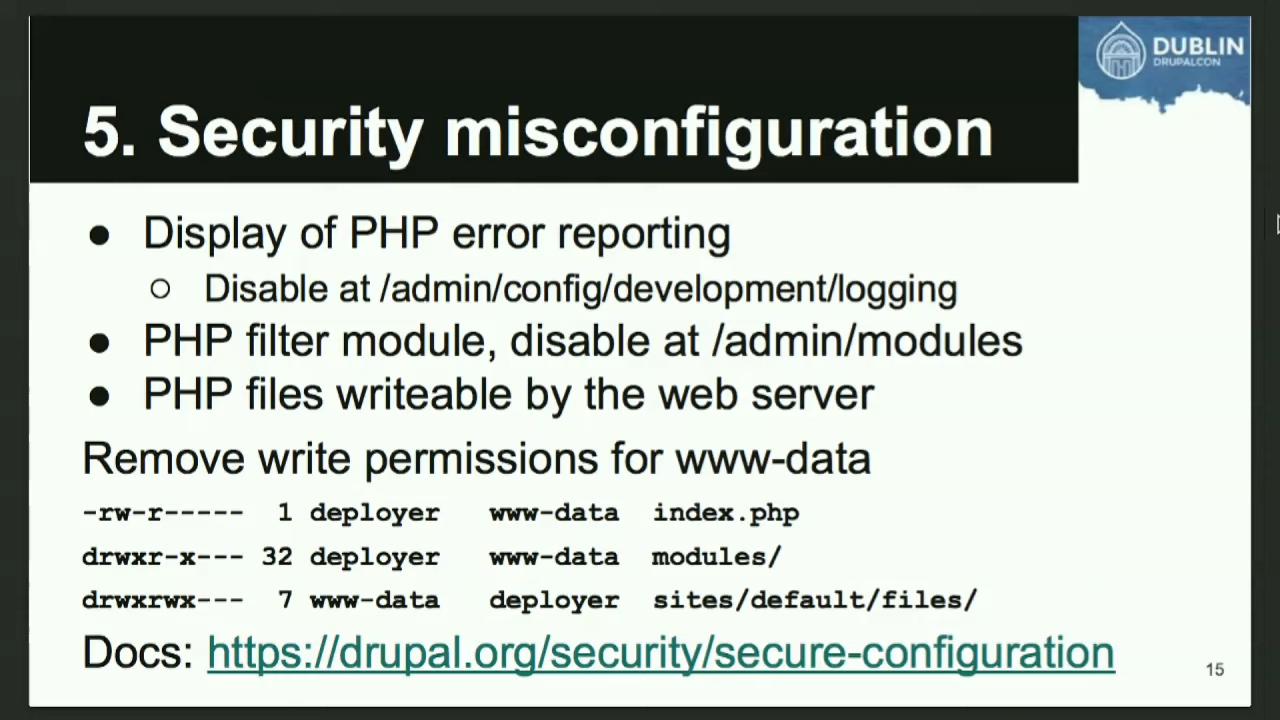 DUBLIN
DRUPALCON
5. Security misconfiguration
● Display of PHP error reporting
○ Disable at /admin/config/development/logging
● PHP filter module, disable at /admin/modules
● PHP files writeable by the web server
Remove write permissions for www-data
-rw-r----- 1 deployer www-data index.php
drwxr-x--- 32 deployer www-data modules/
drwxrwx--- 7 www-data deployer sites/default/files/
Docs: https://drupal.org/security/secure-configuration
15